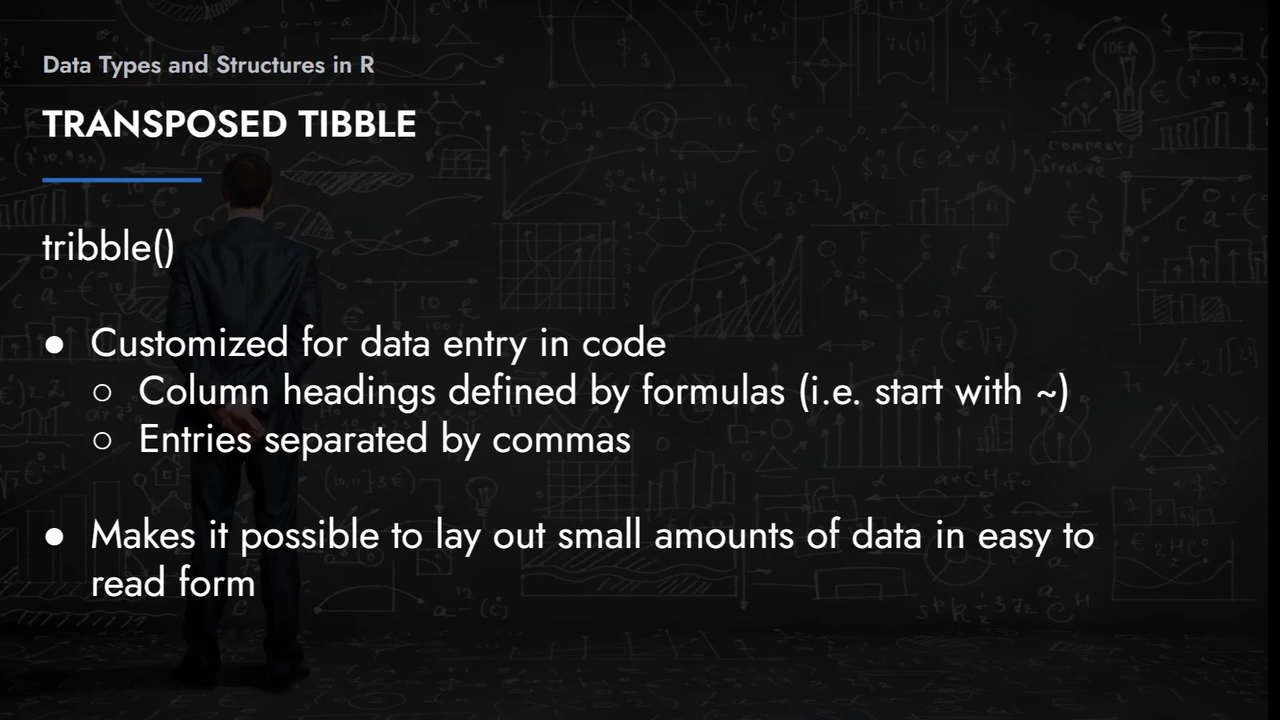 Data Types and Structures in R
TRANSPOSED TIBBLE
tribble()
● Customized for data entry in code
○ Column headings defined by formulas (i.e. start with ~)
○ Entries separated by commas
● Makes it possible to lay out small amounts of data in easy to
read form
IDEA